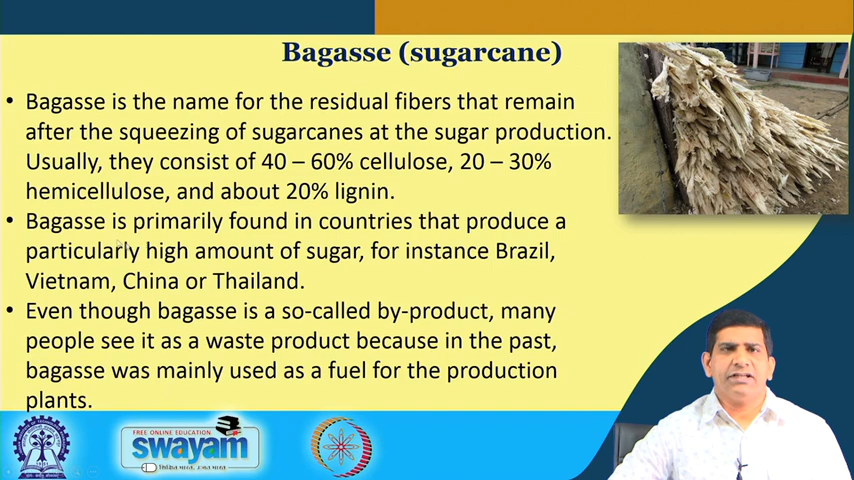 Bagasse (sugarcane)
• Bagasse is the name for the residual fibers that remain
after the squeezing of sugarcanes at the sugar production.
Usually, they consist of 40 – 60% cellulose, 20 – 30%
hemicellulose, and about 20% lignin.
• Bagasse is primarily found in countries that produce a
particularly high amount of sugar, for instance Brazil,
Vietnam, China or Thailand.
• Even though bagasse is a so-called by-product, many
people see it as a waste product because in the past,
bagasse was mainly used as a fuel for the production
plants.
FREE ONLINE EDUCATION
swayam